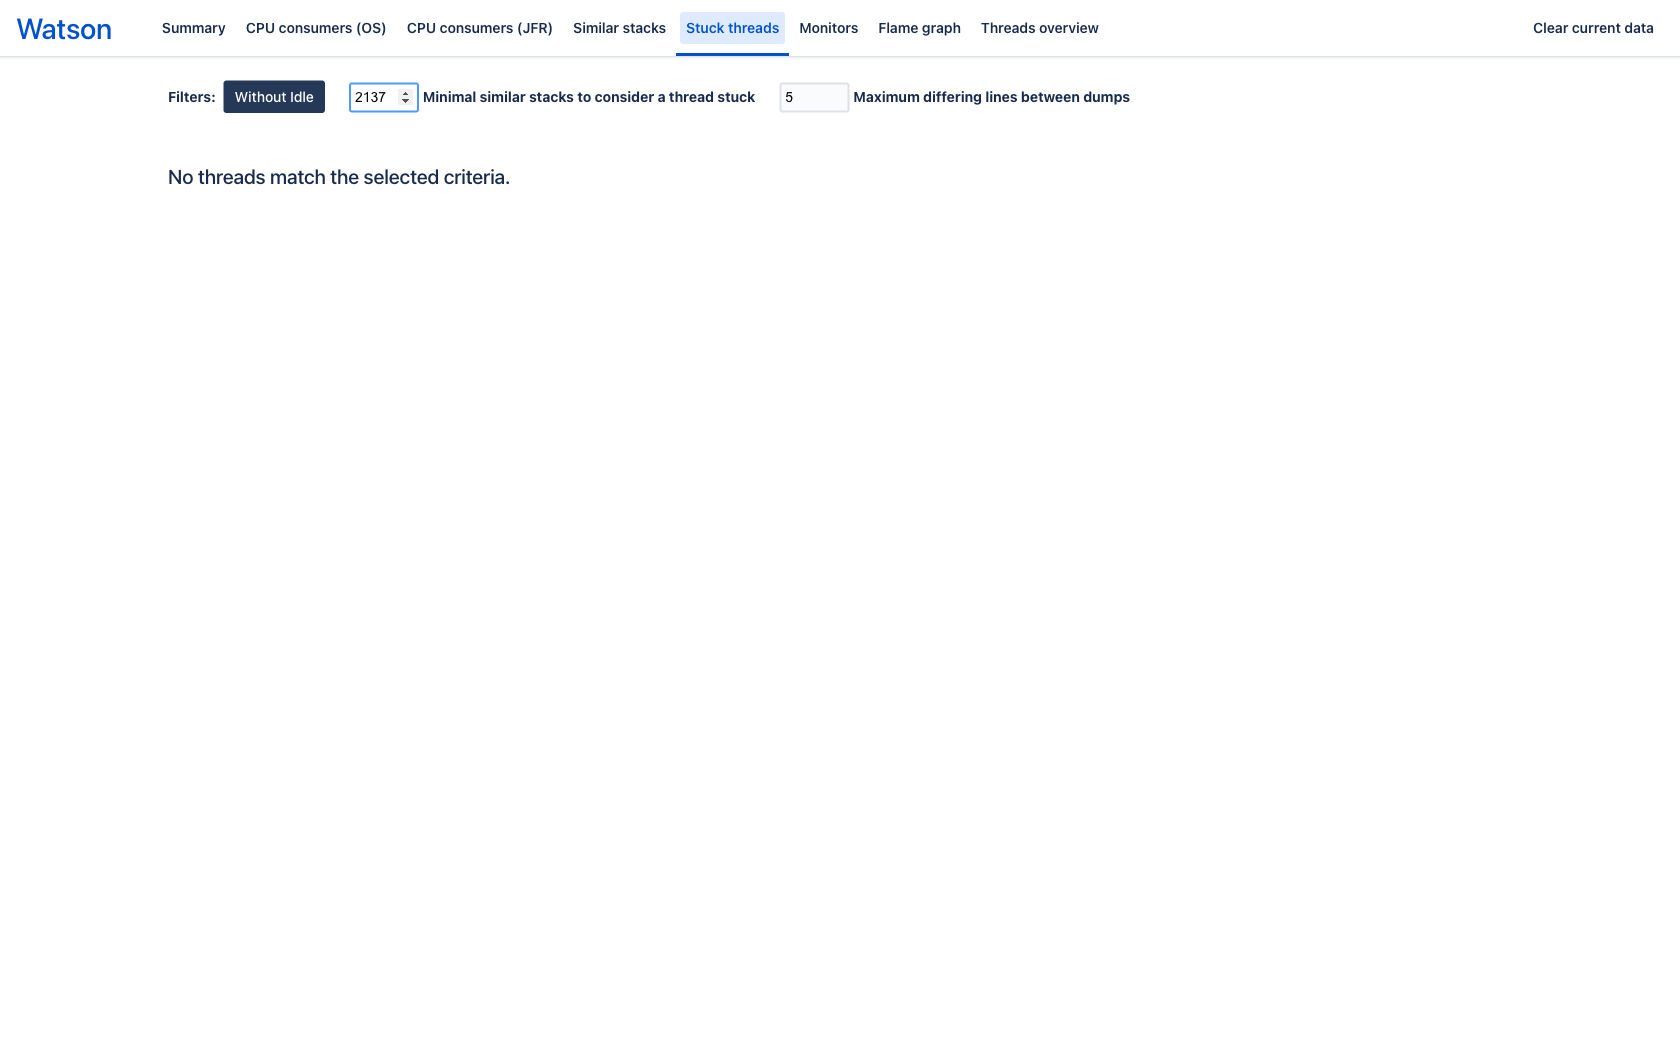 Watson
Summary
CPU consumers (OS)
CPU consumers (JFR)
Similar stacks
Stuck threads
Monitors
Flame graph
Threads overview
Clear current data
Filters:
Without Idle
2137
Minimal similar stacks to consider a thread stuck
5
Maximum differing lines between dumps
No threads match the selected criteria.